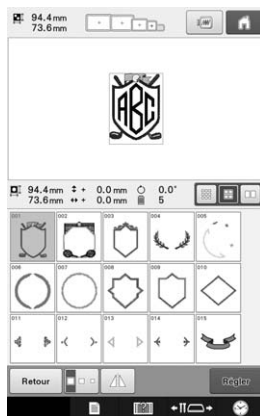 94.4mm
73.6mm
ABC
94.4mm + 0.0mm 0.0°
73.6mm + 0.0mm 5
001 002 003 004 005
006 007 008 009 010
011 012 013 014 015
Retour Régler